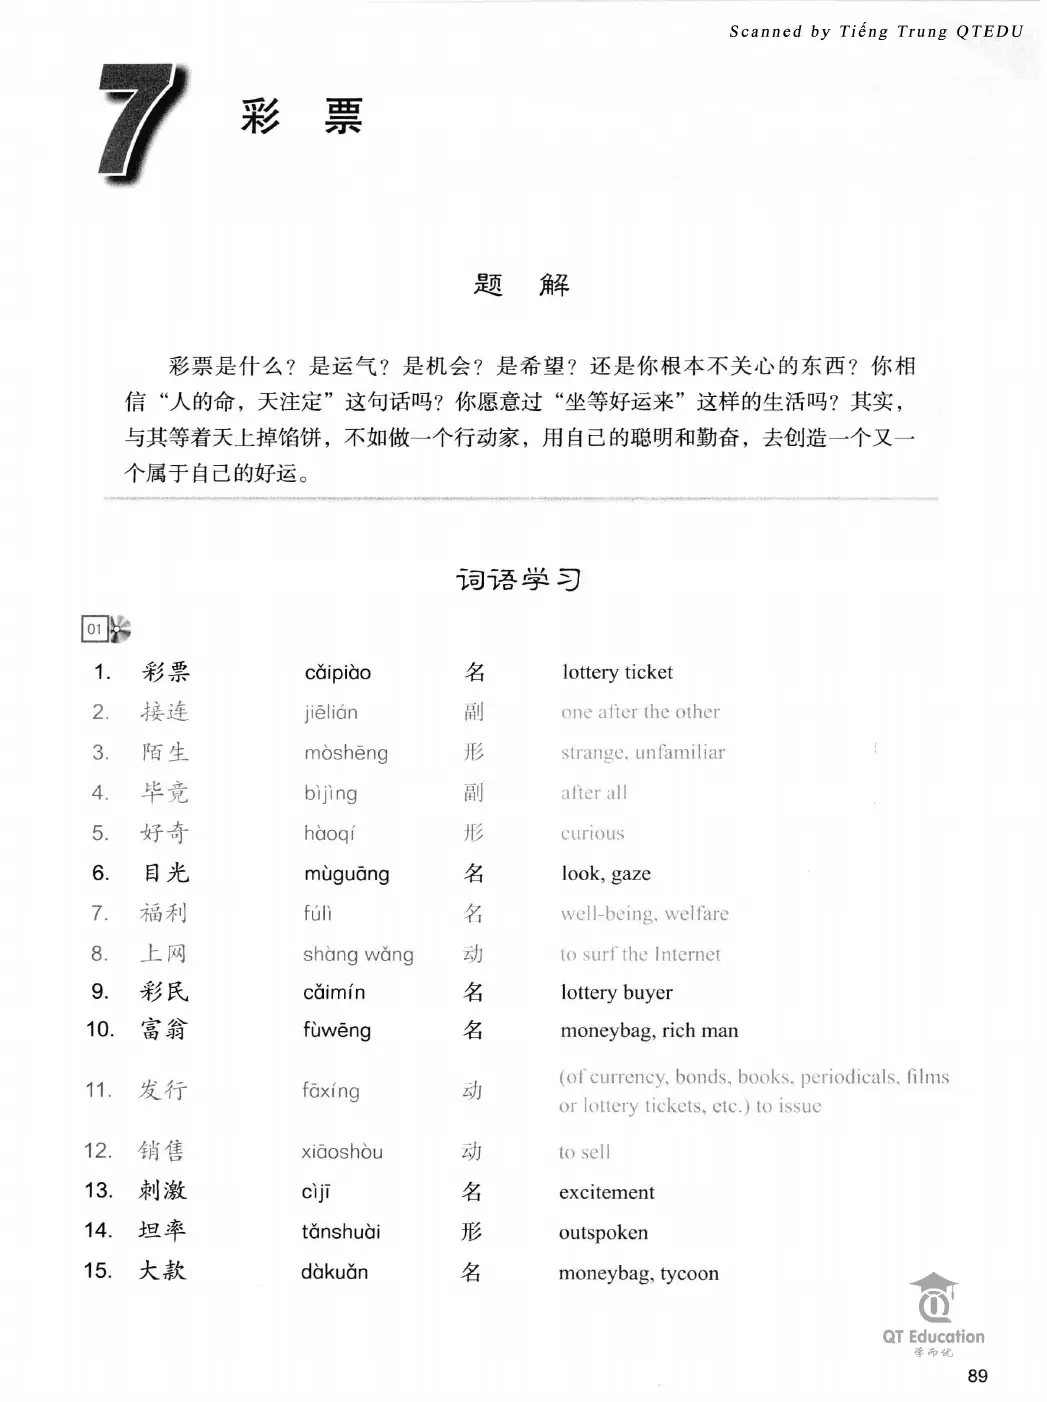 Scanned by Tiếng Trung QTEDU
7 彩 票
题 解
彩票是什么？是运气？是机会？是希望？还是你根本不关心的东西？你相
信“人的命，天注定”这句话吗？你愿意过“坐等好运来”这样的生活吗？其实，
与其等着天上掉馅饼，不如做一个行动家，用自己的聪明和勤奋，去创造一个又一
个属于自己的好运。
词语学习
01
1. 彩票 cǎipiào 名 lottery ticket
2. 接连 jiēlián 副 one after the other
3. 陌生 mòshēng 形 strange, unfamiliar
4. 毕竟 bìjìng 副 after all
5. 好奇 hàoqí 形 curious
6. 目光 mùguāng 名 look, gaze
7. 福利 fúlì 名 well-being, welfare
8. 上网 shàng wǎng 动 to surf the Internet
9. 彩民 cǎimín 名 lottery buyer
10. 富翁 fùwēng 名 moneybag, rich man
11. 发行 fāxíng 动 (of currency, bonds, books, periodicals, films
or lottery tickets, etc.) to issue
12. 销售 xiāoshòu 动 to sell
13. 刺激 cìjī 名 excitement
14. 坦率 tǎnshuài 形 outspoken
15. 大款 dàkuǎn 名 moneybag, tycoon
QT Education
学而优
89